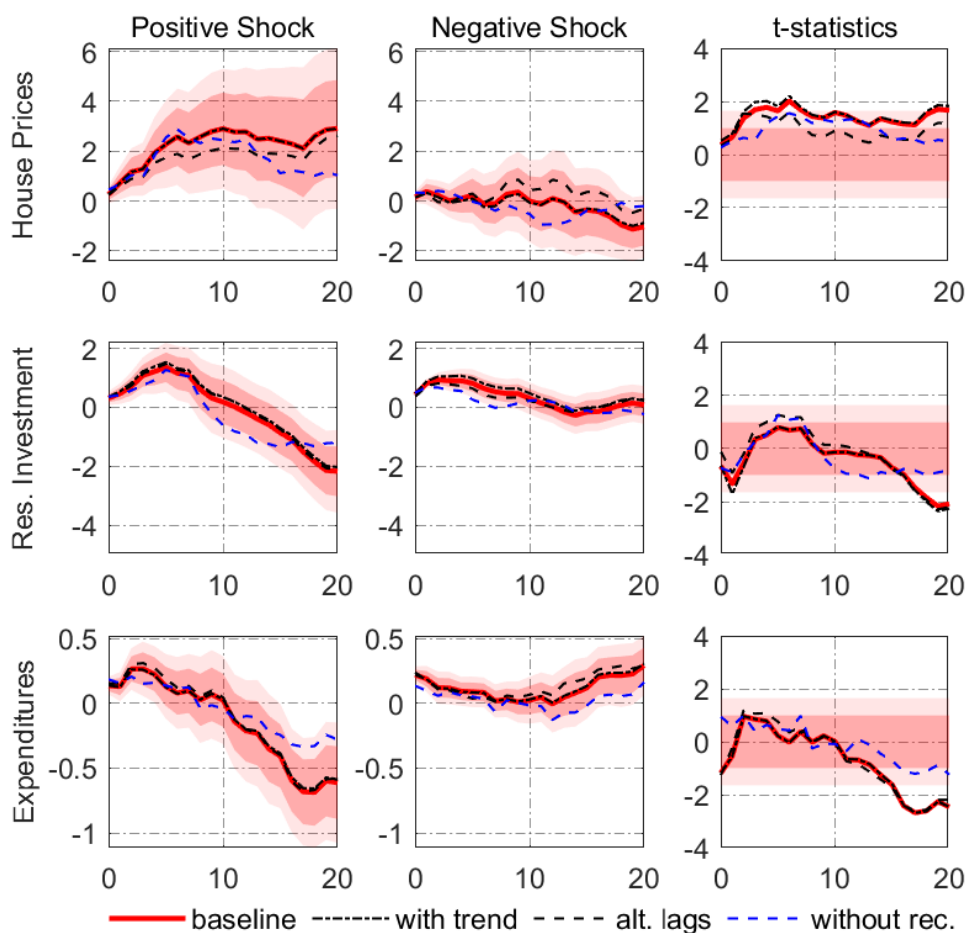 Positive Shock Negative Shock t-statistics
House Prices
6
4
2
0
-2
0 10 20
6
4
2
0
-2
0 10 20
4
2
0
-2
-4
0 10 20
Res. Investment
2
0
-2
-4
0 10 20
2
0
-2
-4
0 10 20
4
2
0
-2
-4
0 10 20
Expenditures
0.5
0
-0.5
-1
0 10 20
0.5
0
-0.5
-1
0 10 20
4
2
0
-2
-4
0 10 20
baseline with trend alt. lags without rec.